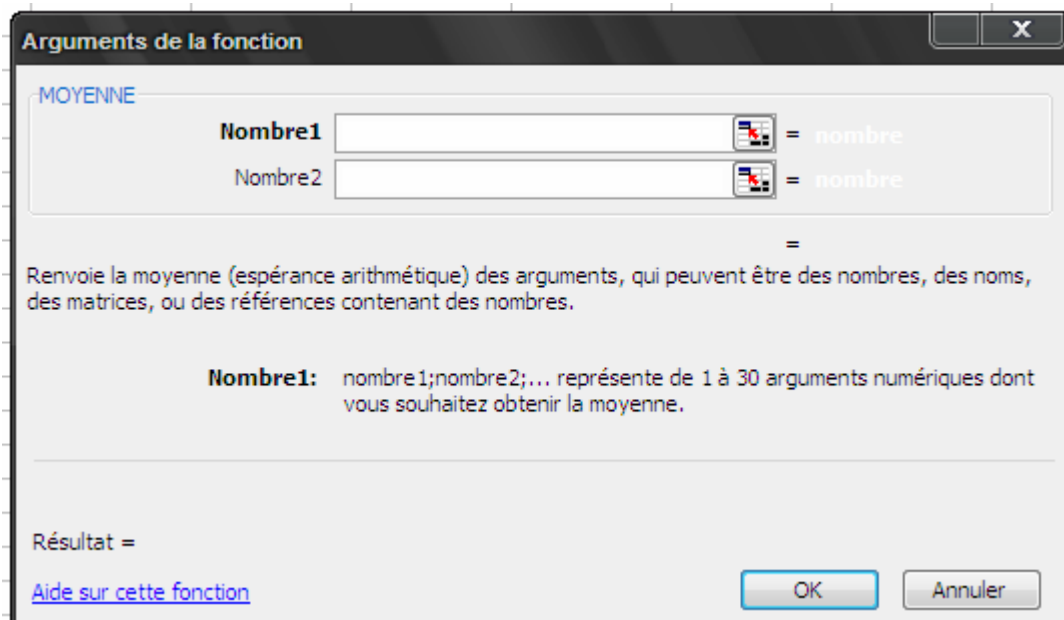 Arguments de la fonction
X
MOYENNE
Nombre1 = nombre
Nombre2 = nombre
=
Renvoie la moyenne (espérance arithmétique) des arguments, qui peuvent être des nombres, des noms,
des matrices, ou des références contenant des nombres.
Nombre1: nombre1;nombre2;... représente de 1 à 30 arguments numériques dont
vous souhaitez obtenir la moyenne.
Résultat =
Aide sur cette fonction
OK Annuler